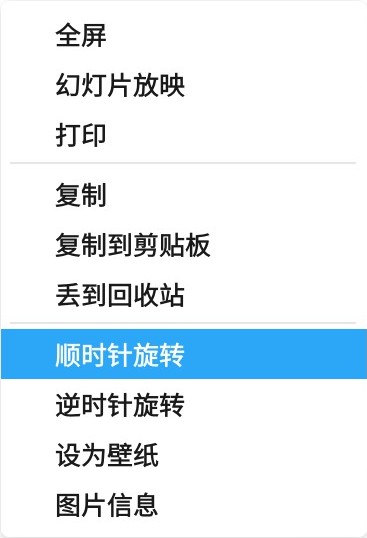 全屏
幻灯片放映
打印
复制
复制到剪贴板
丢到回收站
顺时针旋转
逆时针旋转
设为壁纸
图片信息